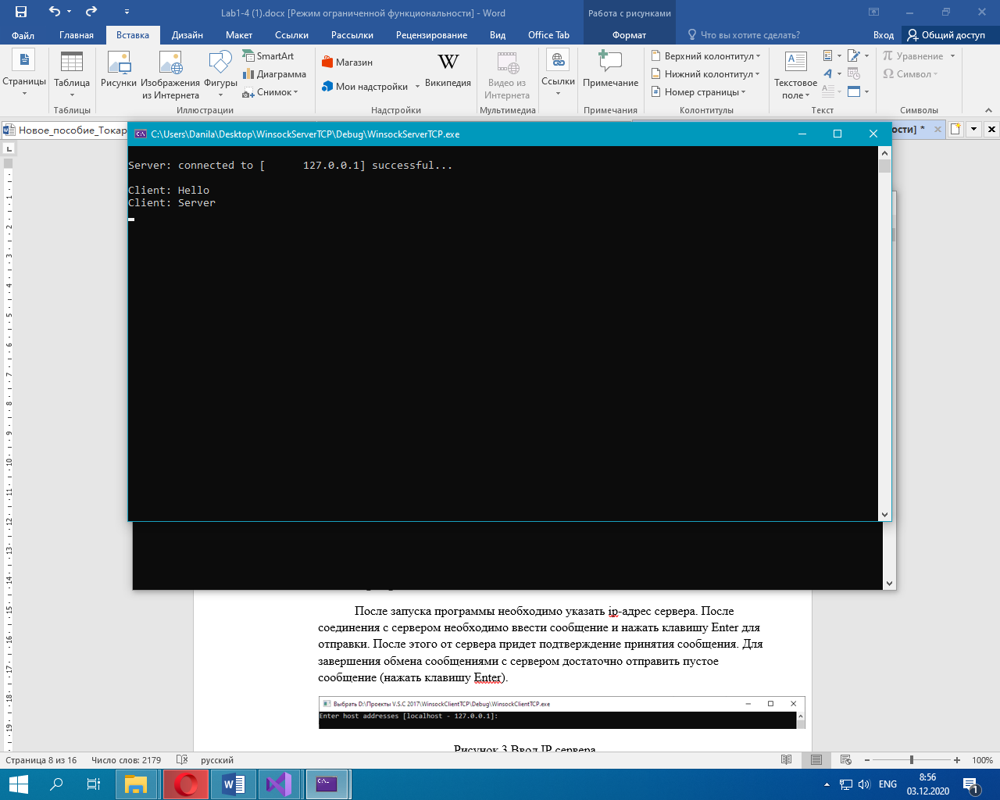 Lab1-4 (1).docx [Режим ограниченной функциональности] - Word
Работа с рисунками
Файл Главная Вставка Дизайн Макет Ссылки Рассылки Рецензирование Вид Office Tab Формат Что вы хотите сделать? Вход Общий доступ
Страницы
Таблица
Таблицы
Рисунки
Изображения из Интернета
Фигуры
SmartArt
Диаграмма
Снимок
Иллюстрации
Магазин
Мои надстройки
Википедия
Надстройки
Видео из Интернета
Мультимедиа
Ссылки
Примечание
Примечания
Верхний колонтитул
Нижний колонтитул
Номер страницы
Колонтитулы
Текстовое поле
Текст
Уравнение
Символ
Символы
Новое_пособие_Токар
ости] *
C:\Users\Danila\Desktop\WinsockServerTCP\Debug\WinsockServerTCP.exe
Server: connected to [      127.0.0.1] successful...
Client: Hello
Client: Server
После запуска программы необходимо указать ip-адрес сервера. После
соединения с сервером необходимо ввести сообщение и нажать клавишу Enter для
отправки. После этого от сервера придет подтверждение принятия сообщения. Для
завершения обмена сообщениями с сервером достаточно отправить пустое
сообщение (нажать клавишу Enter).
Выбрать D:\Проекты V.S.C 2017\WinsockClientTCP\Debug\WinsockClientTCP.exe
Enter host addresses [localhost - 127.0.0.1]:
Рисунок 3 Ввод IP сервера
Страница 8 из 16 Число слов: 2179 русский 100%
ENG
8:56
03.12.2020
1